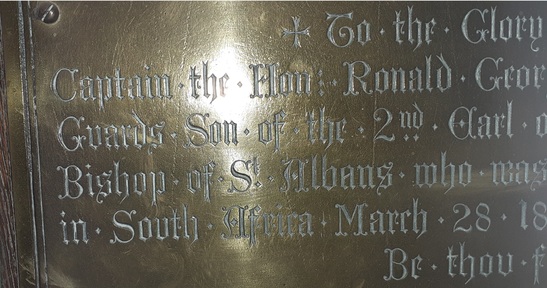 + To · the · Glory
Captain · the · Hon: · Ronald · Geor
Guards · Son · of · the · 2nd · Earl · o
Bishop · of · St · Albans · who · was
in · South · Africa · March · 28 · 18
Be · thou · f